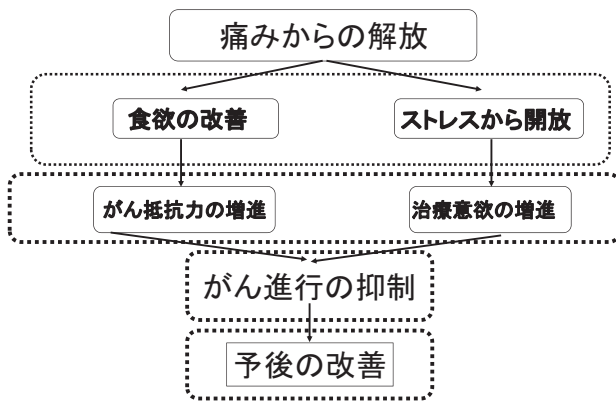 痛みからの解放
食欲の改善
ストレスから開放
がん抵抗力の増進
治療意欲の増進
がん進行の抑制
予後の改善